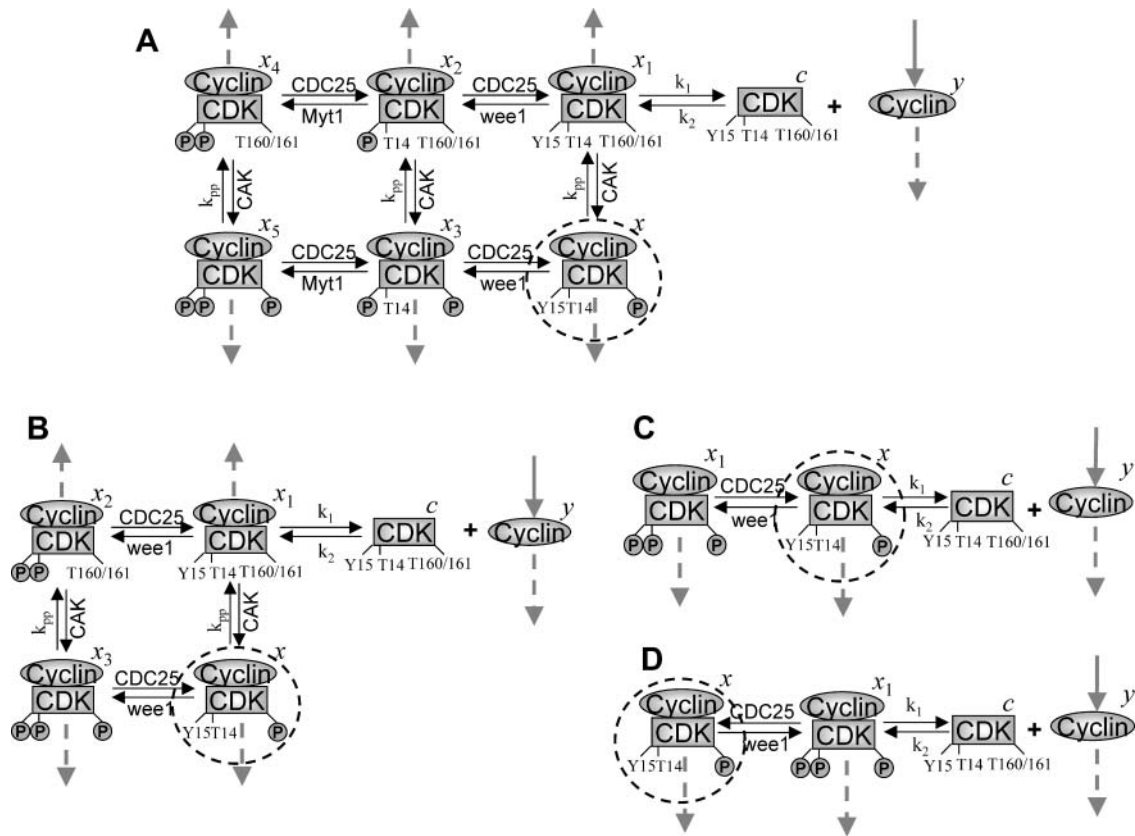 A
x4 x2 x1 c y
Cyclin CDC25 Cyclin CDC25 Cyclin k1 CDK + Cyclin
CDK Myt1 CDK wee1 CDK k2
P P T160/161 P T14 T160/161 Y15 T14 T160/161 Y15 T14 T160/161
kpp CAK kpp CAK kpp CAK
x5 x3 x
Cyclin CDC25 Cyclin CDC25 Cyclin
CDK Myt1 CDK wee1 CDK
P P P P T14 P Y15T14 P
B
x2 x1 c y
Cyclin CDC25 Cyclin k1 CDK + Cyclin
CDK wee1 CDK k2
P P T160/161 Y15 T14 T160/161 Y15 T14 T160/161
kpp CAK kpp CAK
x3 x
Cyclin CDC25 Cyclin
CDK wee1 CDK
P P P Y15T14 P
C
x1 x c y
Cyclin CDC25 Cyclin k1 CDK + Cyclin
CDK wee1 CDK k2
P P P Y15T14 P Y15 T14 T160/161
D
x x1 c y
Cyclin CDC25 Cyclin k1 CDK + Cyclin
CDK wee1 CDK k2
Y15T14 P P P P Y15 T14 T160/161